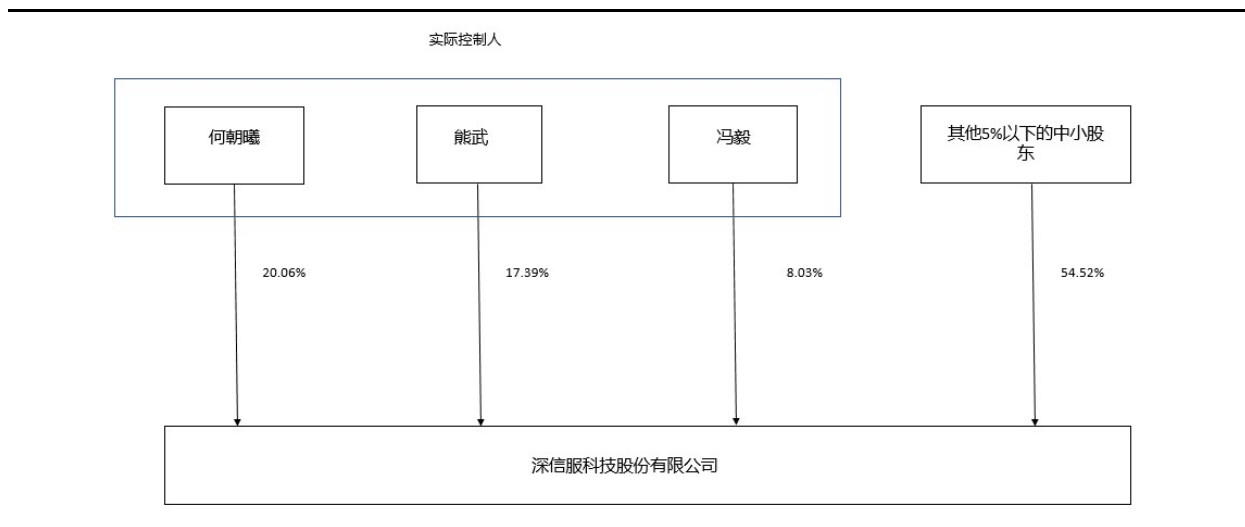 实际控制人
何朝曦
熊武
冯毅
其他5%以下的中小股
东
20.06%
17.39%
8.03%
54.52%
深信服科技股份有限公司